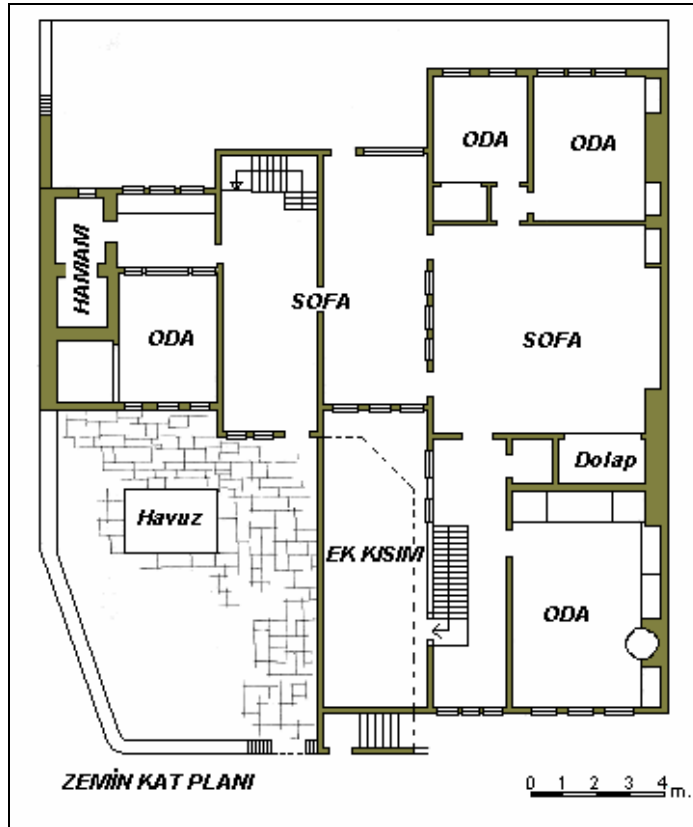 ODA
ODA
HAMAM
SOFA
ODA
SOFA
Dolap
Havuz
EK KISIM
ODA
ZEMİN KAT PLANI
0 1 2 3 4 m.